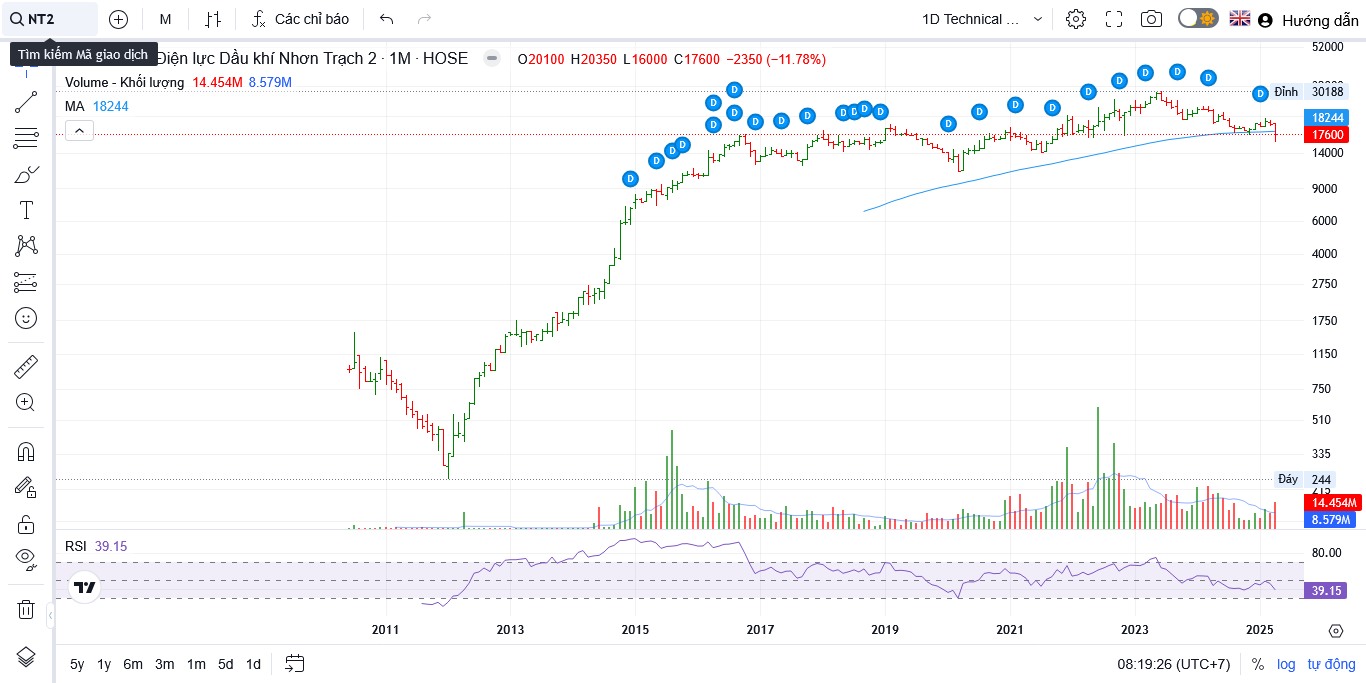 NT2
M
Các chỉ báo
1D Technical ...
Hướng dẫn
Tìm kiếm Mã giao dịch
Điện lực Dầu khí Nhơn Trạch 2 · 1M · HOSE
O20100 H20350 L16000 C17600 −2350 (−11.78%)
Volume - Khối lượng 14.454M 8.579M
MA 18244
52000
Đỉnh 30188
18244
17600
14000
9000
6000
4000
2750
1750
1150
750
510
335
Đáy 244
14.454M
8.579M
D D D D D D D D D D D D D D D D D D D D D D D D D D D
RSI 39.15
80.00
39.15
2011 2013 2015 2017 2019 2021 2023 2025
5y 1y 6m 3m 1m 5d 1d
08:19:26 (UTC+7)
% log tự động